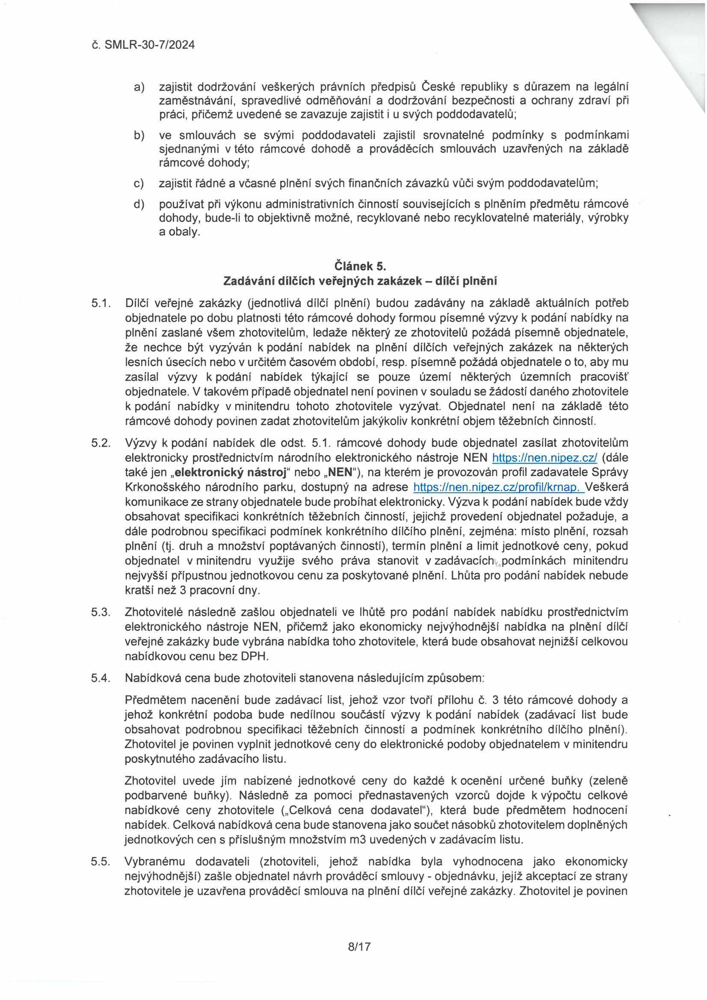 č. SMLR-30-7/2024
a) zajistit dodržování veškerých právních předpisů České republiky s důrazem na legální
zaměstnávání, spravedlivé odměňování a dodržování bezpečnosti a ochrany zdraví při
práci, přičemž uvedené se zavazuje zajistit i u svých poddodavatelů;
b) ve smlouvách se svými poddodavateli zajistil srovnatelné podmínky s podmínkami
sjednanými v této rámcové dohodě a prováděcích smlouvách uzavřených na základě
rámcové dohody;
c) zajistit řádné a včasné plnění svých finančních závazků vůči svým poddodavatelům;
d) používat při výkonu administrativních činností souvisejících s plněním předmětu rámcové
dohody, bude-li to objektivně možné, recyklované nebo recyklovatelné materiály, výrobky
a obaly.
Článek 5.
Zadávání dílčích veřejných zakázek – dílčí plnění
5.1. Dílčí veřejné zakázky (jednotlivá dílčí plnění) budou zadávány na základě aktuálních potřeb
objednatele po dobu platnosti této rámcové dohody formou písemné výzvy k podání nabídky na
plnění zaslané všem zhotovitelům, ledaže některý ze zhotovitelů požádá písemně objednatele,
že nechce být vyzýván k podání nabídek na plnění dílčích veřejných zakázek na některých
lesních úsecích nebo v určitém časovém období, resp. písemně požádá objednatele o to, aby mu
zasílal výzvy k podání nabídek týkající se pouze území některých územních pracovišť
objednatele. V takovém případě objednatel není povinen v souladu se žádostí daného zhotovitele
k podání nabídky v minitendru tohoto zhotovitele vyzývat. Objednatel není na základě této
rámcové dohody povinen zadat zhotovitelům jakýkoliv konkrétní objem těžebních činností.
5.2. Výzvy k podání nabídek dle odst. 5.1. rámcové dohody bude objednatel zasílat zhotovitelům
elektronicky prostřednictvím národního elektronického nástroje NEN https://nen.nipez.cz/ (dále
také jen „elektronický nástroj“ nebo „NEN“), na kterém je provozován profil zadavatele Správy
Krkonošského národního parku, dostupný na adrese https://nen.nipez.cz/profil/krnap. Veškerá
komunikace ze strany objednatele bude probíhat elektronicky. Výzva k podání nabídek bude vždy
obsahovat specifikaci konkrétních těžebních činností, jejichž provedení objednatel požaduje, a
dále podrobnou specifikaci podmínek konkrétního dílčího plnění, zejména: místo plnění, rozsah
plnění (tj. druh a množství poptávaných činností), termín plnění a limit jednotkové ceny, pokud
objednatel v minitendru využije svého práva stanovit v zadávacích podmínkách minitendru
nejvyšší přípustnou jednotkovou cenu za poskytované plnění. Lhůta pro podání nabídek nebude
kratší než 3 pracovní dny.
5.3. Zhotovitelé následně zašlou objednateli ve lhůtě pro podání nabídek nabídku prostřednictvím
elektronického nástroje NEN, přičemž jako ekonomicky nejvýhodnější nabídka na plnění dílčí
veřejné zakázky bude vybrána nabídka toho zhotovitele, která bude obsahovat nejnižší celkovou
nabídkovou cenu bez DPH.
5.4. Nabídková cena bude zhotoviteli stanovena následujícím způsobem:
Předmětem nacenění bude zadávací list, jehož vzor tvoří přílohu č. 3 této rámcové dohody a
jehož konkrétní podoba bude nedílnou součástí výzvy k podání nabídek (zadávací list bude
obsahovat podrobnou specifikaci těžebních činností a podmínek konkrétního dílčího plnění).
Zhotovitel je povinen vyplnit jednotkové ceny do elektronické podoby objednatelem v minitendru
poskytnutého zadávacího listu.
Zhotovitel uvede jím nabízené jednotkové ceny do každé k ocenění určené buňky (zeleně
podbarvené buňky). Následně za pomoci přednastavených vzorců dojde k výpočtu celkové
nabídkové ceny zhotovitele („Celková cena dodavatel“), která bude předmětem hodnocení
nabídek. Celková nabídková cena bude stanovena jako součet násobků zhotovitelem doplněných
jednotkových cen s příslušným množstvím m3 uvedených v zadávacím listu.
5.5. Vybranému dodavateli (zhotoviteli, jehož nabídka byla vyhodnocena jako ekonomicky
nejvýhodnější) zašle objednatel návrh prováděcí smlouvy - objednávku, jejíž akceptací ze strany
zhotovitele je uzavřena prováděcí smlouva na plnění dílčí veřejné zakázky. Zhotovitel je povinen
8/17